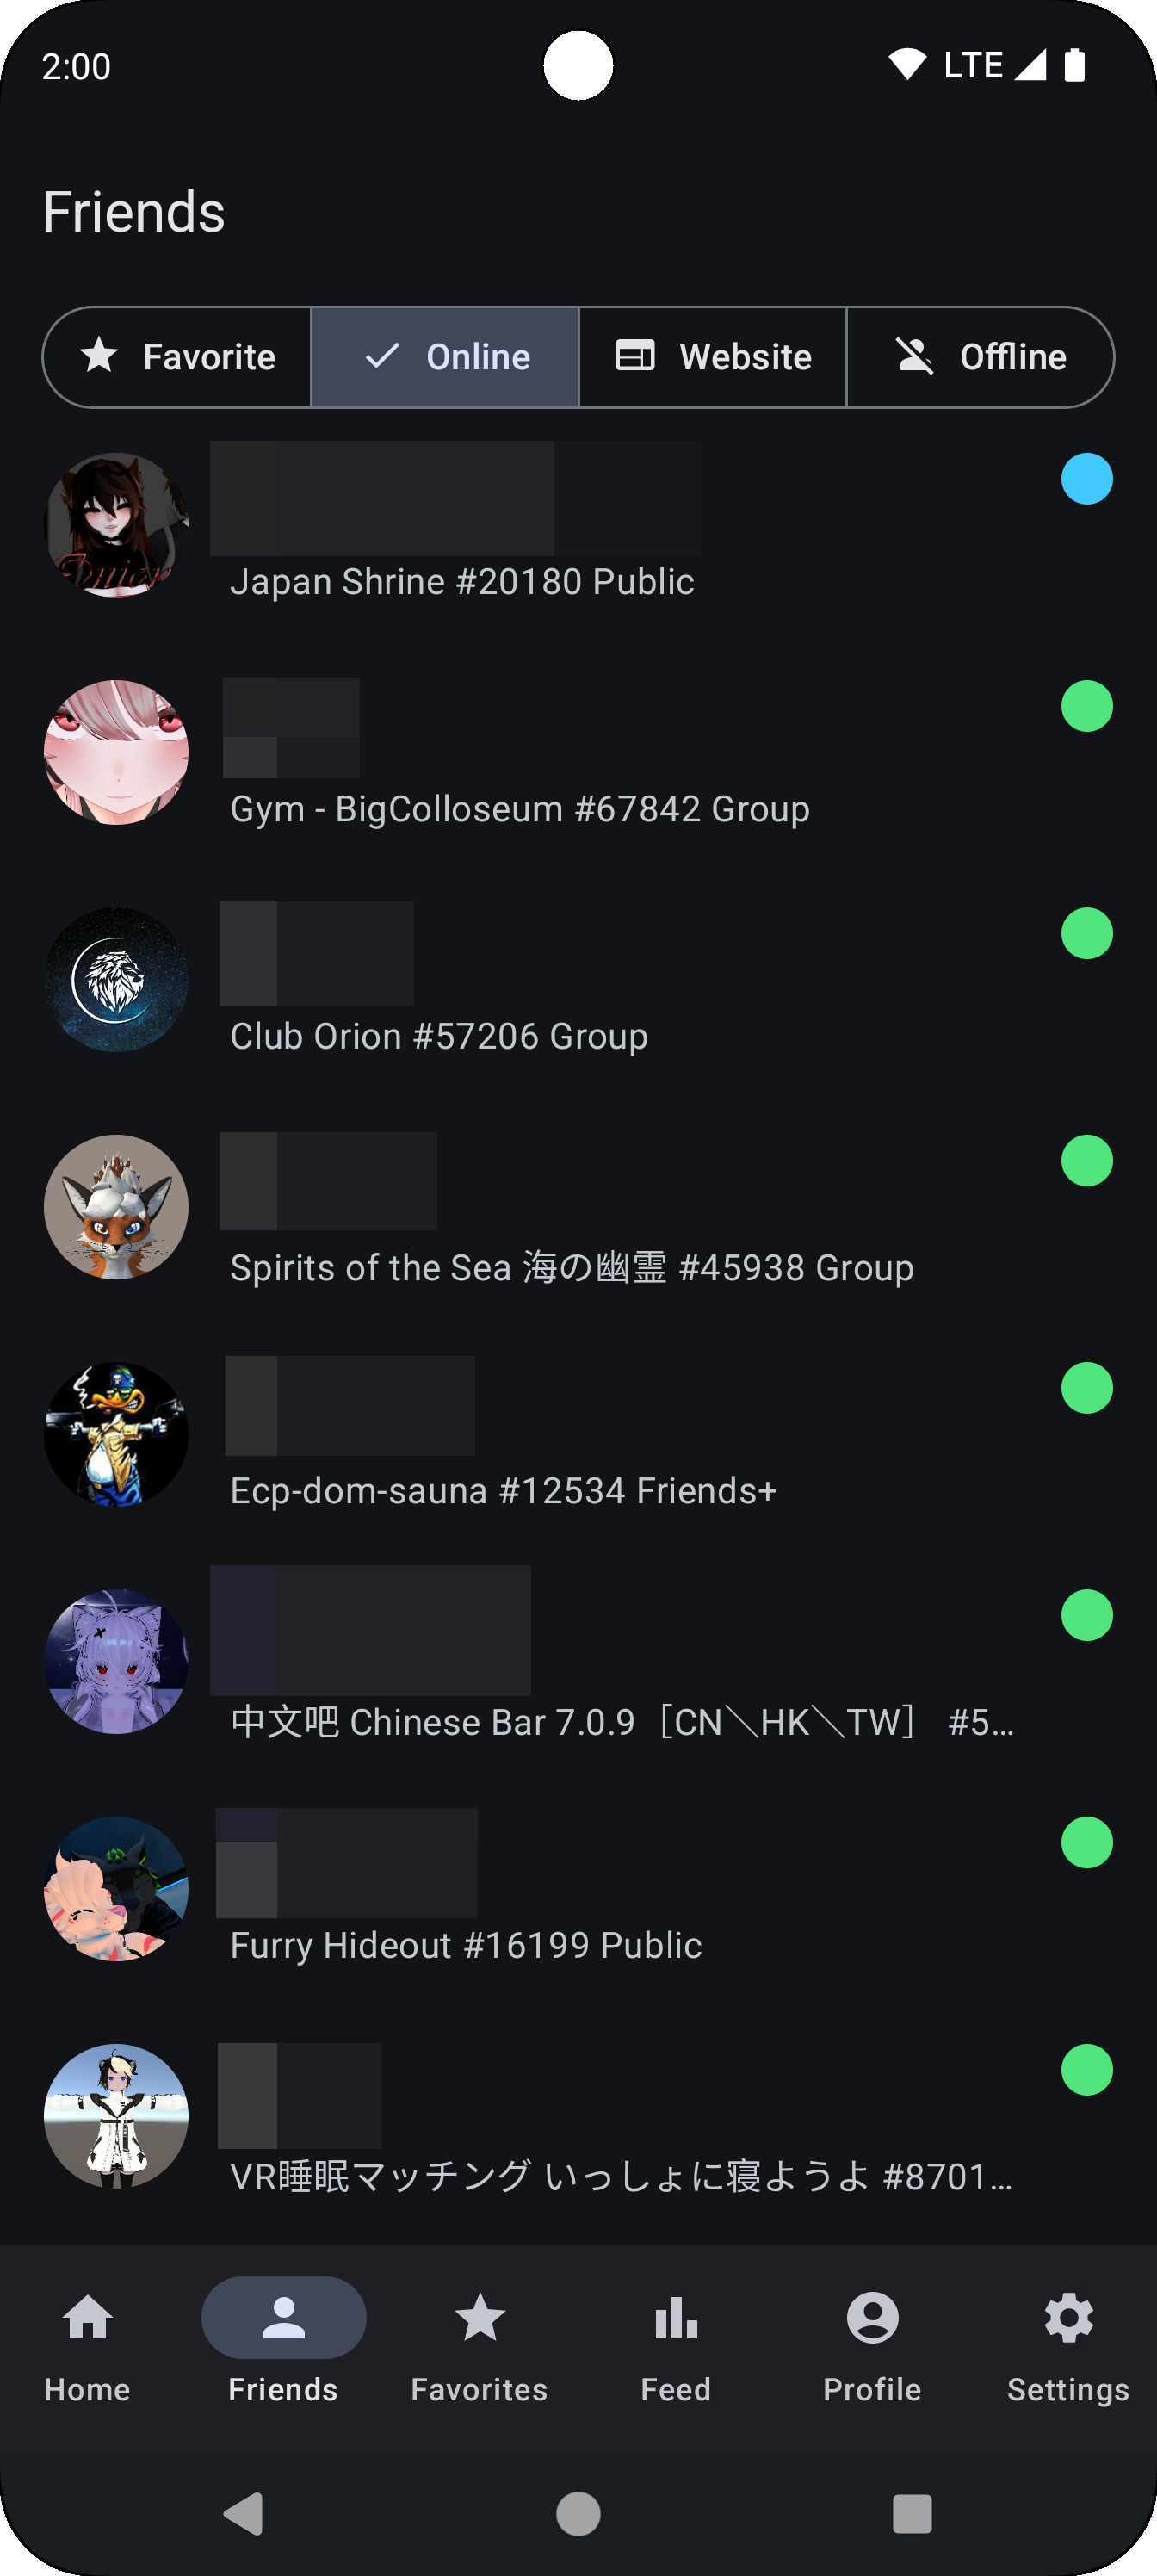 2:00
LTE
Friends
Favorite
Online
Website
Offline
Japan Shrine #20180 Public
Gym - BigColloseum #67842 Group
Club Orion #57206 Group
Spirits of the Sea 海の幽霊 #45938 Group
Ecp-dom-sauna #12534 Friends+
中文吧 Chinese Bar 7.0.9［CN＼HK＼TW］ #5…
Furry Hideout #16199 Public
VR睡眠マッチング いっしょに寝ようよ #8701…
Home
Friends
Favorites
Feed
Profile
Settings